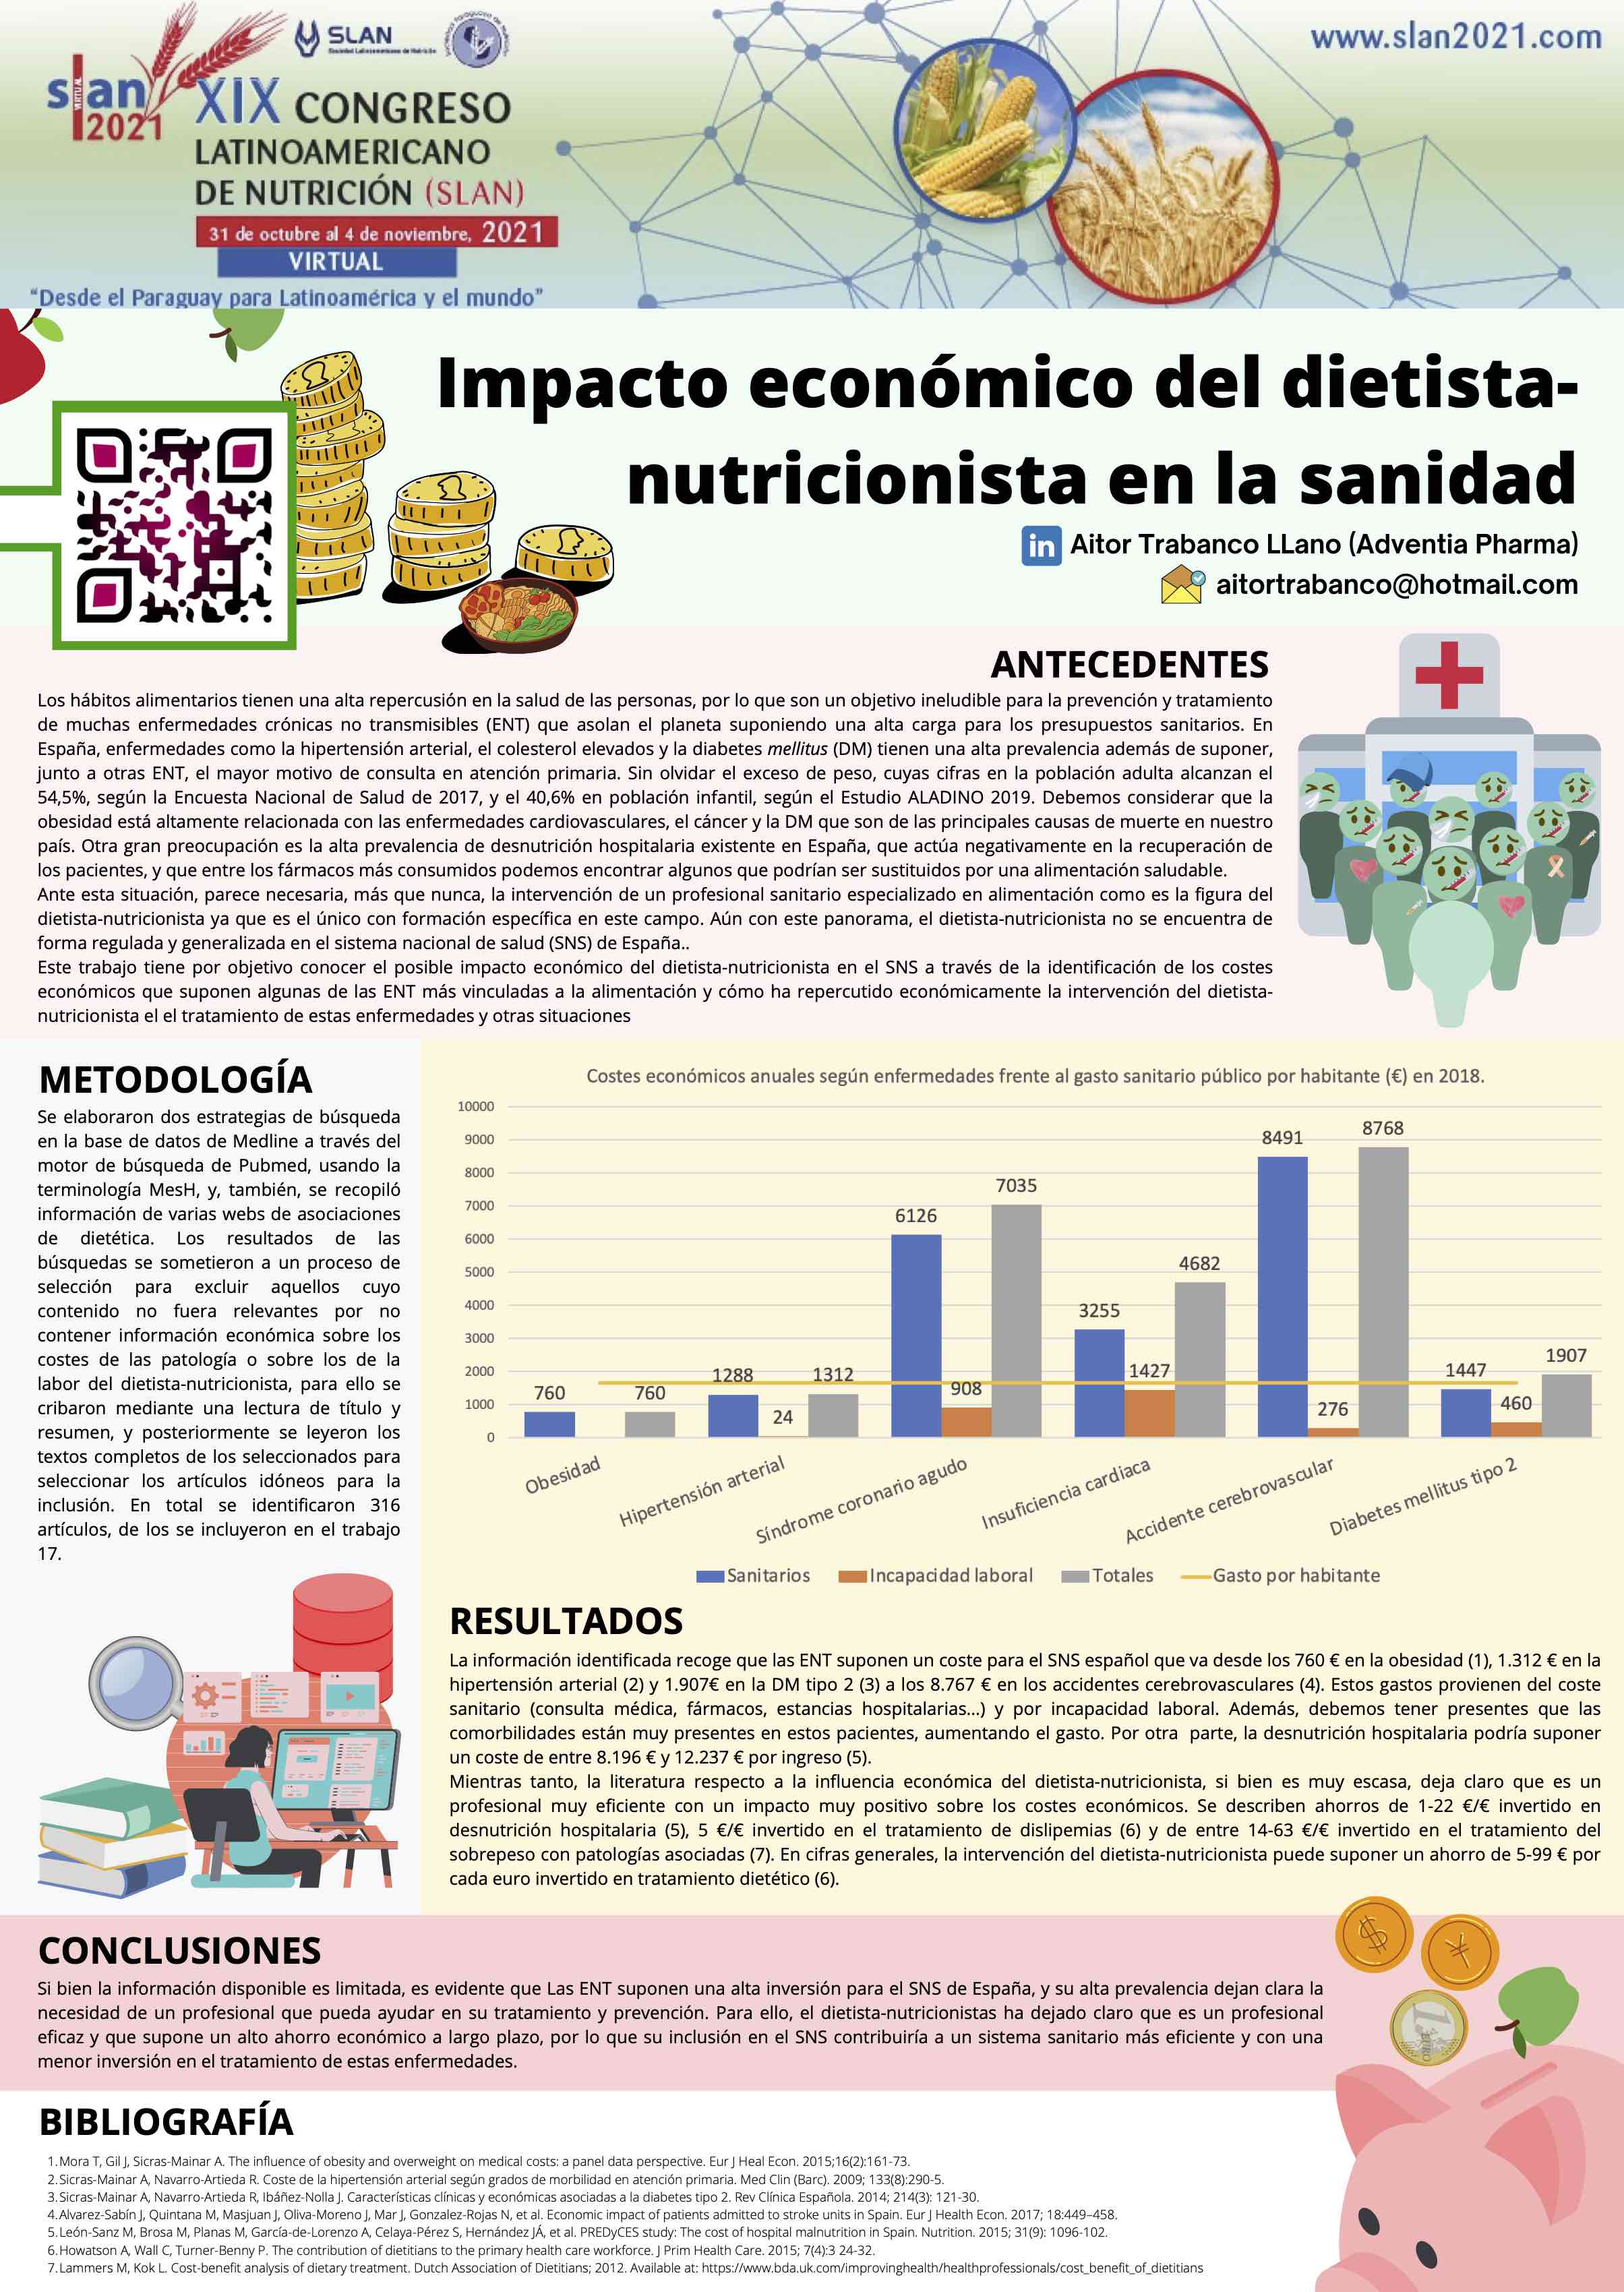 www.slan2021.com
SLAN
Sociedad Latinoamericana de Nutrición
slan
VIRTUAL
2021
XIX CONGRESO
LATINOAMERICANO
DE NUTRICIÓN (SLAN)
31 de octubre al 4 de noviembre, 2021
VIRTUAL
“Desde el Paraguay para Latinoamérica y el mundo”
Impacto económico del dietista-
nutricionista en la sanidad
in Aitor Trabanco LLano (Adventia Pharma)
aitortrabanco@hotmail.com
ANTECEDENTES
Los hábitos alimentarios tienen una alta repercusión en la salud de las personas, por lo que son un objetivo ineludible para la prevención y tratamiento
de muchas enfermedades crónicas no transmisibles (ENT) que asolan el planeta suponiendo una alta carga para los presupuestos sanitarios. En
España, enfermedades como la hipertensión arterial, el colesterol elevados y la diabetes mellitus (DM) tienen una alta prevalencia además de suponer,
junto a otras ENT, el mayor motivo de consulta en atención primaria. Sin olvidar el exceso de peso, cuyas cifras en la población adulta alcanzan el
54,5%, según la Encuesta Nacional de Salud de 2017, y el 40,6% en población infantil, según el Estudio ALADINO 2019. Debemos considerar que la
obesidad está altamente relacionada con las enfermedades cardiovasculares, el cáncer y la DM que son de las principales causas de muerte en nuestro
país. Otra gran preocupación es la alta prevalencia de desnutrición hospitalaria existente en España, que actúa negativamente en la recuperación de
los pacientes, y que entre los fármacos más consumidos podemos encontrar algunos que podrían ser sustituidos por una alimentación saludable.
Ante esta situación, parece necesaria, más que nunca, la intervención de un profesional sanitario especializado en alimentación como es la figura del
dietista-nutricionista ya que es el único con formación específica en este campo. Aún con este panorama, el dietista-nutricionista no se encuentra de
forma regulada y generalizada en el sistema nacional de salud (SNS) de España..
Este trabajo tiene por objetivo conocer el posible impacto económico del dietista-nutricionista en el SNS a través de la identificación de los costes
económicos que suponen algunas de las ENT más vinculadas a la alimentación y cómo ha repercutido económicamente la intervención del dietista-
nutricionista el el tratamiento de estas enfermedades y otras situaciones
METODOLOGÍA
Se elaboraron dos estrategias de búsqueda
en la base de datos de Medline a través del
motor de búsqueda de Pubmed, usando la
terminología MesH, y, también, se recopiló
información de varias webs de asociaciones
de dietética. Los resultados de las
búsquedas se sometieron a un proceso de
selección para excluir aquellos cuyo
contenido no fuera relevantes por no
contener información económica sobre los
costes de las patología o sobre los de la
labor del dietista-nutricionista, para ello se
cribaron mediante una lectura de título y
resumen, y posteriormente se leyeron los
textos completos de los seleccionados para
seleccionar los artículos idóneos para la
inclusión. En total se identificaron 316
artículos, de los se incluyeron en el trabajo
17.
Costes económicos anuales según enfermedades frente al gasto sanitario público por habitante (€) en 2018.
10000
9000
8000
7000
6000
5000
4000
3000
2000
1000
0
760
760
1288
24
1312
6126
908
7035
3255
1427
4682
8491
276
8768
1447
460
1907
Obesidad
Hipertensión arterial
Síndrome coronario agudo
Insuficiencia cardiaca
Accidente cerebrovascular
Diabetes mellitus tipo 2
Sanitarios
Incapacidad laboral
Totales
Gasto por habitante
RESULTADOS
La información identificada recoge que las ENT suponen un coste para el SNS español que va desde los 760 € en la obesidad (1), 1.312 € en la
hipertensión arterial (2) y 1.907€ en la DM tipo 2 (3) a los 8.767 € en los accidentes cerebrovasculares (4). Estos gastos provienen del coste
sanitario (consulta médica, fármacos, estancias hospitalarias...) y por incapacidad laboral. Además, debemos tener presentes que las
comorbilidades están muy presentes en estos pacientes, aumentando el gasto. Por otra parte, la desnutrición hospitalaria podría suponer
un coste de entre 8.196 € y 12.237 € por ingreso (5).
Mientras tanto, la literatura respecto a la influencia económica del dietista-nutricionista, si bien es muy escasa, deja claro que es un
profesional muy eficiente con un impacto muy positivo sobre los costes económicos. Se describen ahorros de 1-22 €/€ invertido en
desnutrición hospitalaria (5), 5 €/€ invertido en el tratamiento de dislipemias (6) y de entre 14-63 €/€ invertido en el tratamiento del
sobrepeso con patologías asociadas (7). En cifras generales, la intervención del dietista-nutricionista puede suponer un ahorro de 5-99 € por
cada euro invertido en tratamiento dietético (6).
CONCLUSIONES
Si bien la información disponible es limitada, es evidente que Las ENT suponen una alta inversión para el SNS de España, y su alta prevalencia dejan clara la
necesidad de un profesional que pueda ayudar en su tratamiento y prevención. Para ello, el dietista-nutricionistas ha dejado claro que es un profesional
eficaz y que supone un alto ahorro económico a largo plazo, por lo que su inclusión en el SNS contribuiría a un sistema sanitario más eficiente y con una
menor inversión en el tratamiento de estas enfermedades.
BIBLIOGRAFÍA
1. Mora T, Gil J, Sicras-Mainar A. The influence of obesity and overweight on medical costs: a panel data perspective. Eur J Heal Econ. 2015;16(2):161-73.
2. Sicras-Mainar A, Navarro-Artieda R. Coste de la hipertensión arterial según grados de morbilidad en atención primaria. Med Clin (Barc). 2009; 133(8):290-5.
3. Sicras-Mainar A, Navarro-Artieda R, Ibáñez-Nolla J. Características clínicas y económicas asociadas a la diabetes tipo 2. Rev Clínica Española. 2014; 214(3): 121-30.
4. Alvarez-Sabín J, Quintana M, Masjuan J, Oliva-Moreno J, Mar J, Gonzalez-Rojas N, et al. Economic impact of patients admitted to stroke units in Spain. Eur J Health Econ. 2017; 18:449–458.
5. León-Sanz M, Brosa M, Planas M, García-de-Lorenzo A, Celaya-Pérez S, Hernández JÁ, et al. PREDyCES study: The cost of hospital malnutrition in Spain. Nutrition. 2015; 31(9): 1096-102.
6. Howatson A, Wall C, Turner-Benny P. The contribution of dietitians to the primary health care workforce. J Prim Health Care. 2015; 7(4):3 24-32.
7. Lammers M, Kok L. Cost-benefit analysis of dietary treatment. Dutch Association of Dietitians; 2012. Available at: https://www.bda.uk.com/improvinghealth/healthprofessionals/cost_benefit_of_dietitians